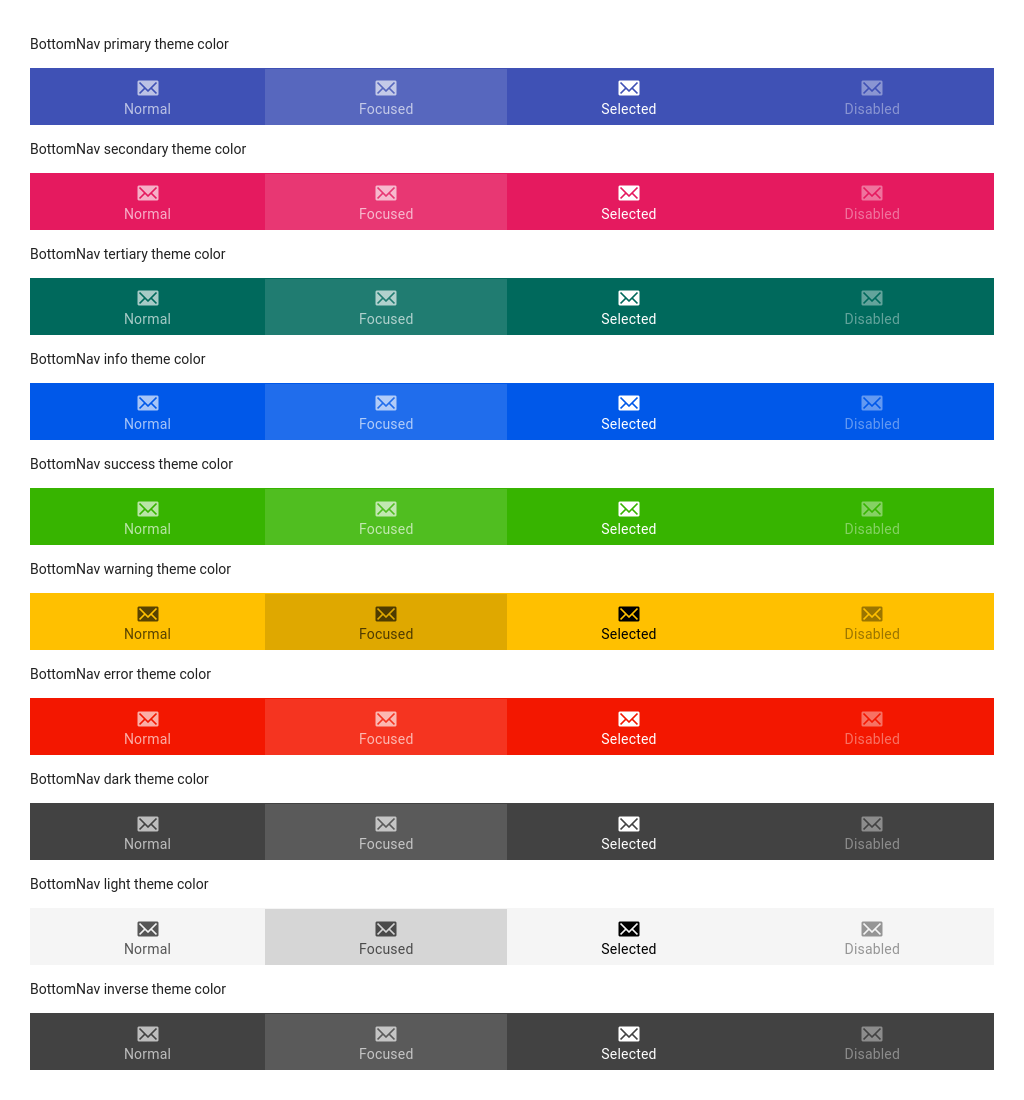 BottomNav primary theme color
Normal Focused Selected Disabled
BottomNav secondary theme color
Normal Focused Selected Disabled
BottomNav tertiary theme color
Normal Focused Selected Disabled
BottomNav info theme color
Normal Focused Selected Disabled
BottomNav success theme color
Normal Focused Selected Disabled
BottomNav warning theme color
Normal Focused Selected Disabled
BottomNav error theme color
Normal Focused Selected Disabled
BottomNav dark theme color
Normal Focused Selected Disabled
BottomNav light theme color
Normal Focused Selected Disabled
BottomNav inverse theme color
Normal Focused Selected Disabled